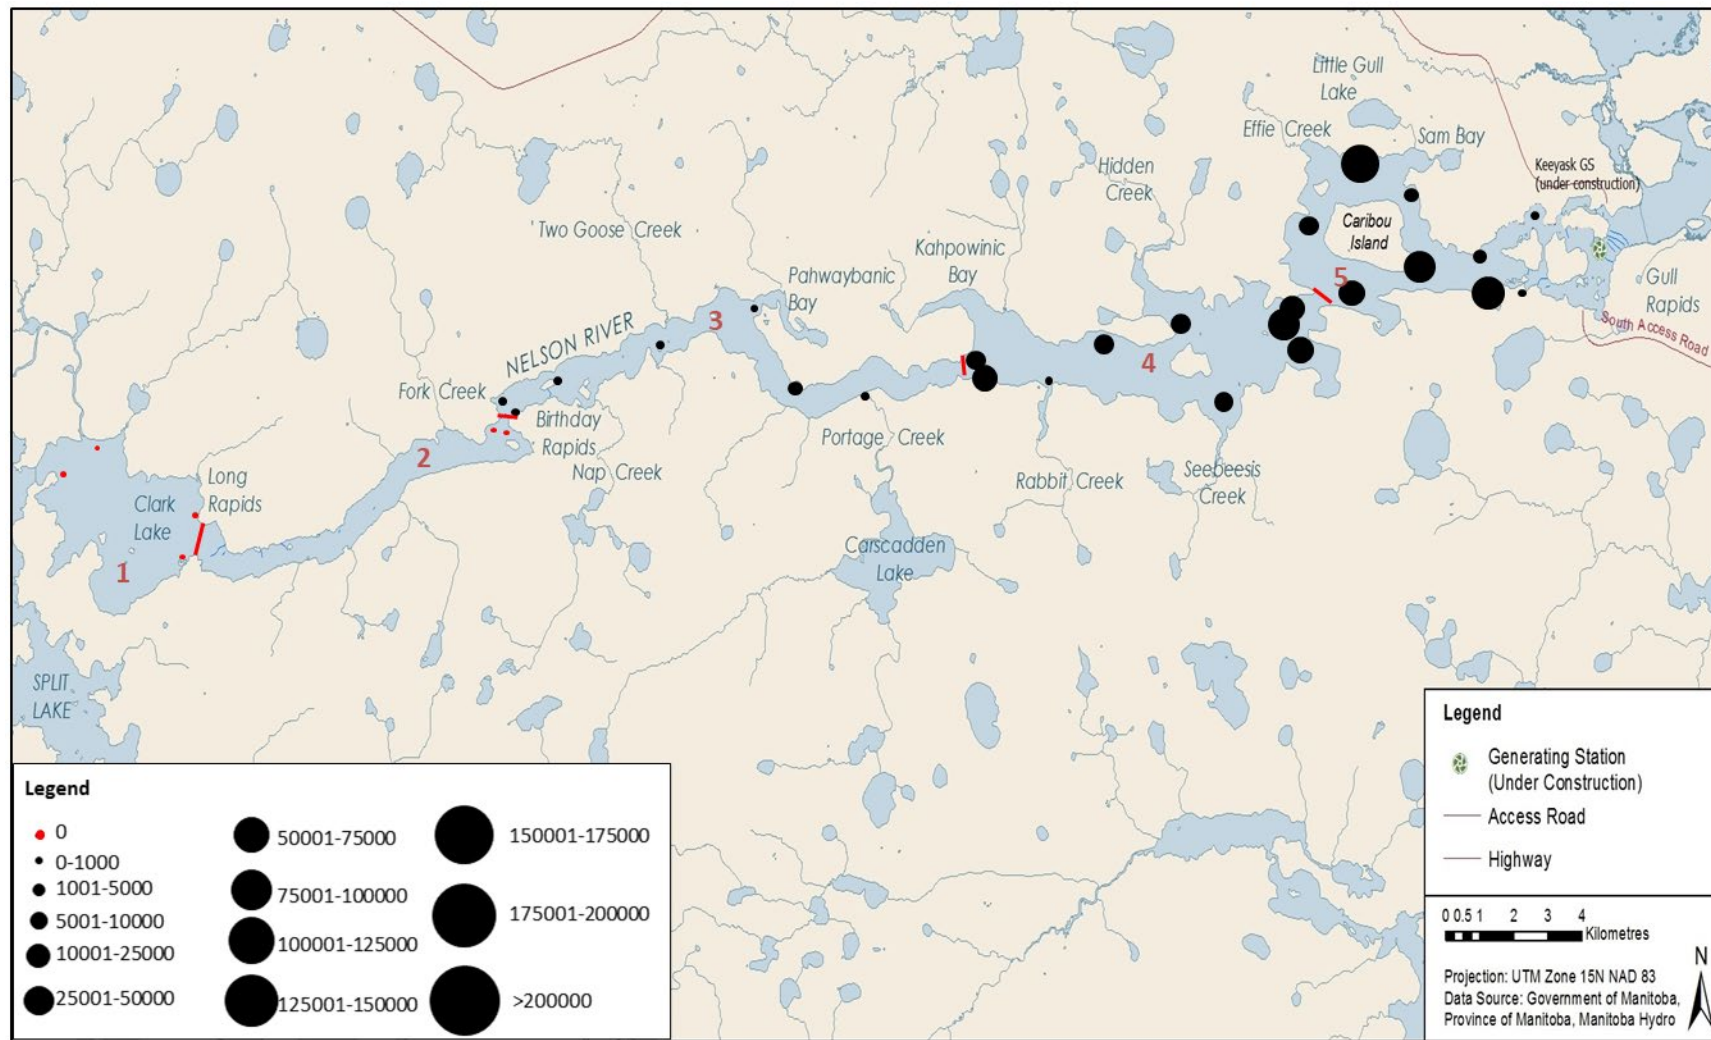 Little Gull
Lake
Effie Creek
Sam Bay
Keeyask GS
(under construction)
Hidden
Creek
Caribou
Island
' Two Goose Creek
Kahpowinic
Bay
Pahwaybanic
Bay
5
Gull
Rapids
South Access Road
3
NELSON RIVER
4
Fork Creek
Birthday
Rapids
Portage Creek
2
Nap Creek
Rabbit Creek
Seebeesis
Creek
Long
Rapids
Clark
Lake
1
Carscadden
Lake
SPLIT
LAKE
Legend
0
0-1000
1001-5000
5001-10000
10001-25000
25001-50000
50001-75000
75001-100000
100001-125000
125001-150000
150001-175000
175001-200000
>200000
Legend
Generating Station
(Under Construction)
Access Road
Highway
0 0.5 1 2 3 4
Kilometres
N
Projection: UTM Zone 15N NAD 83
Data Source: Government of Manitoba,
Province of Manitoba, Manitoba Hydro